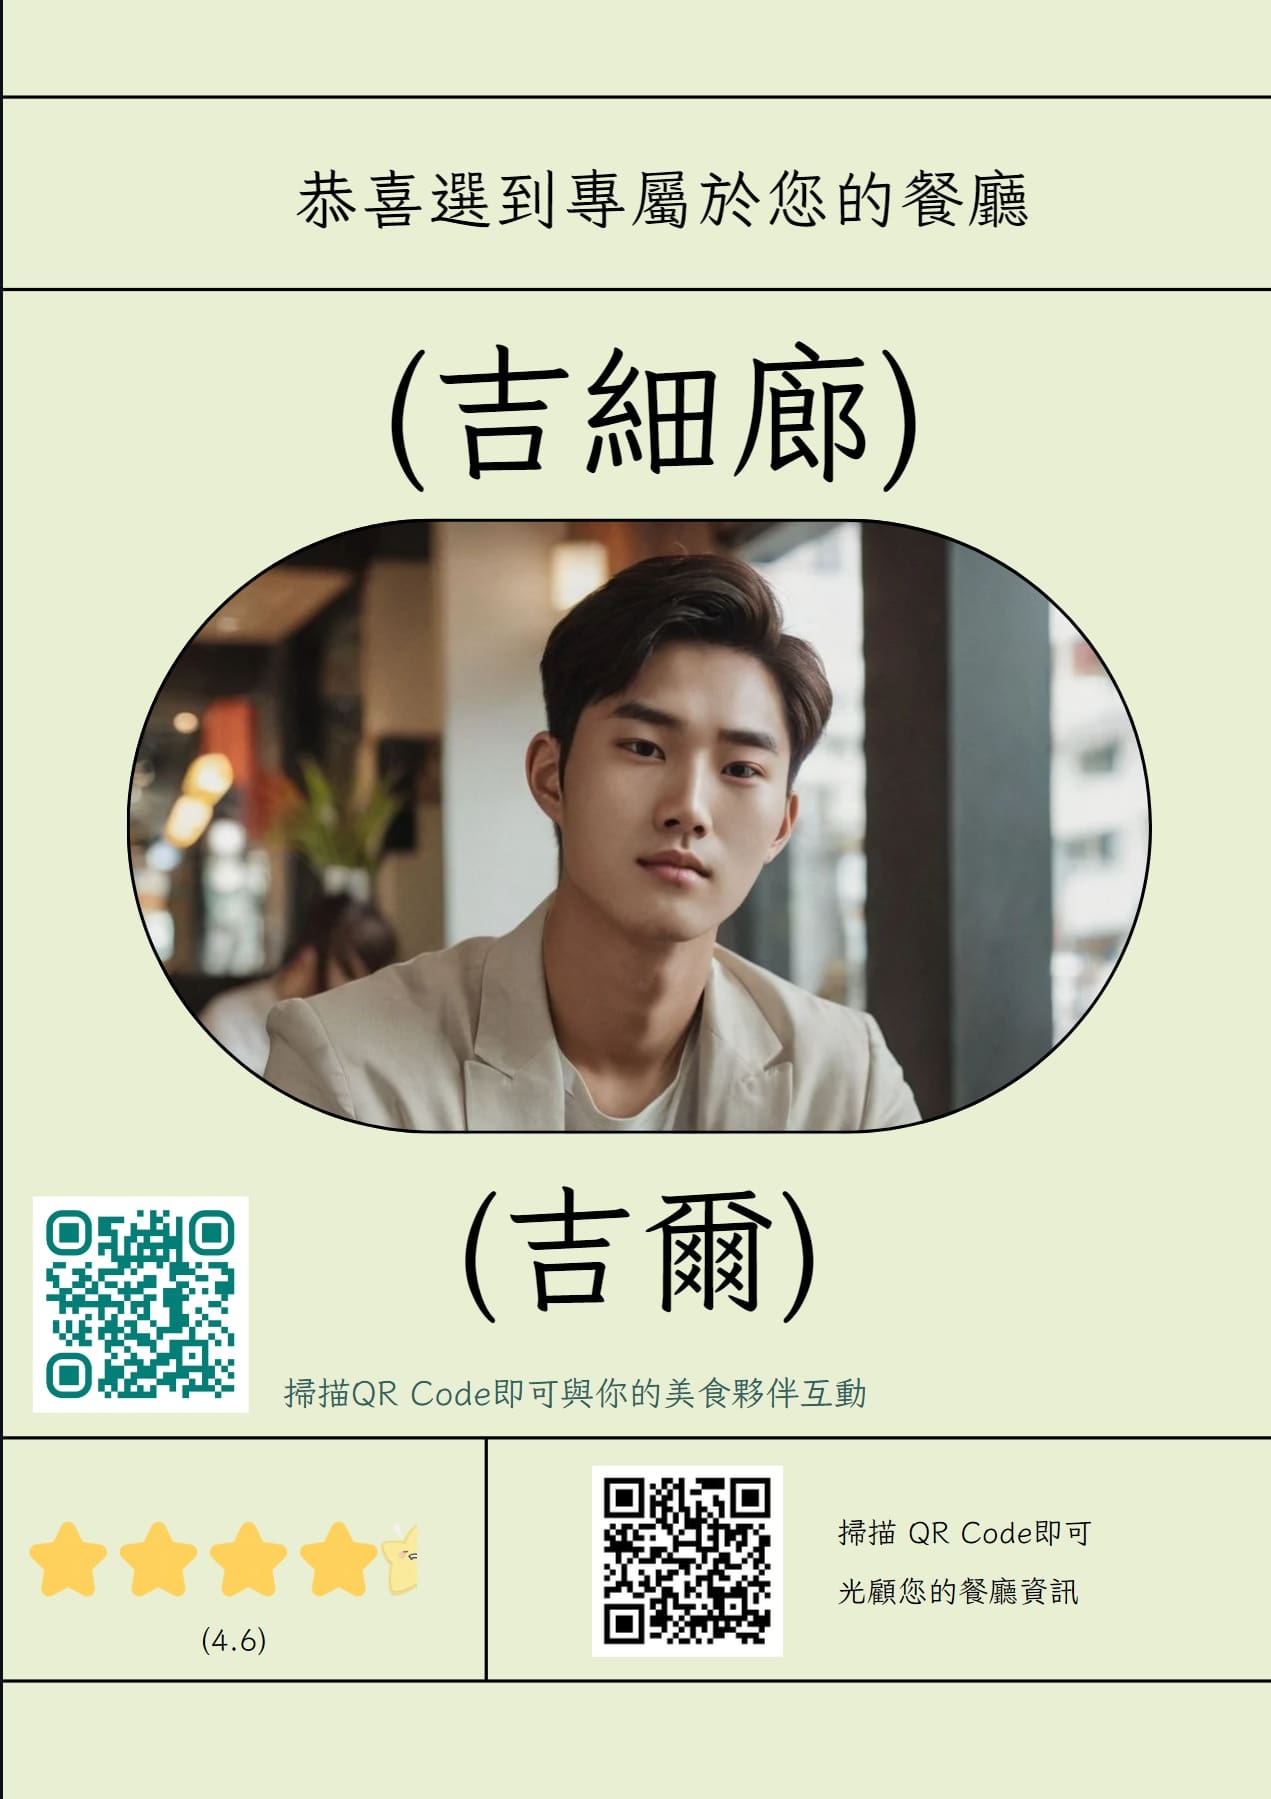 恭喜選到專屬於您的餐廳
(吉細廊)
(吉爾)
掃描QR Code即可與你的美食夥伴互動
(4.6)
掃描 QR Code即可
光顧您的餐廳資訊